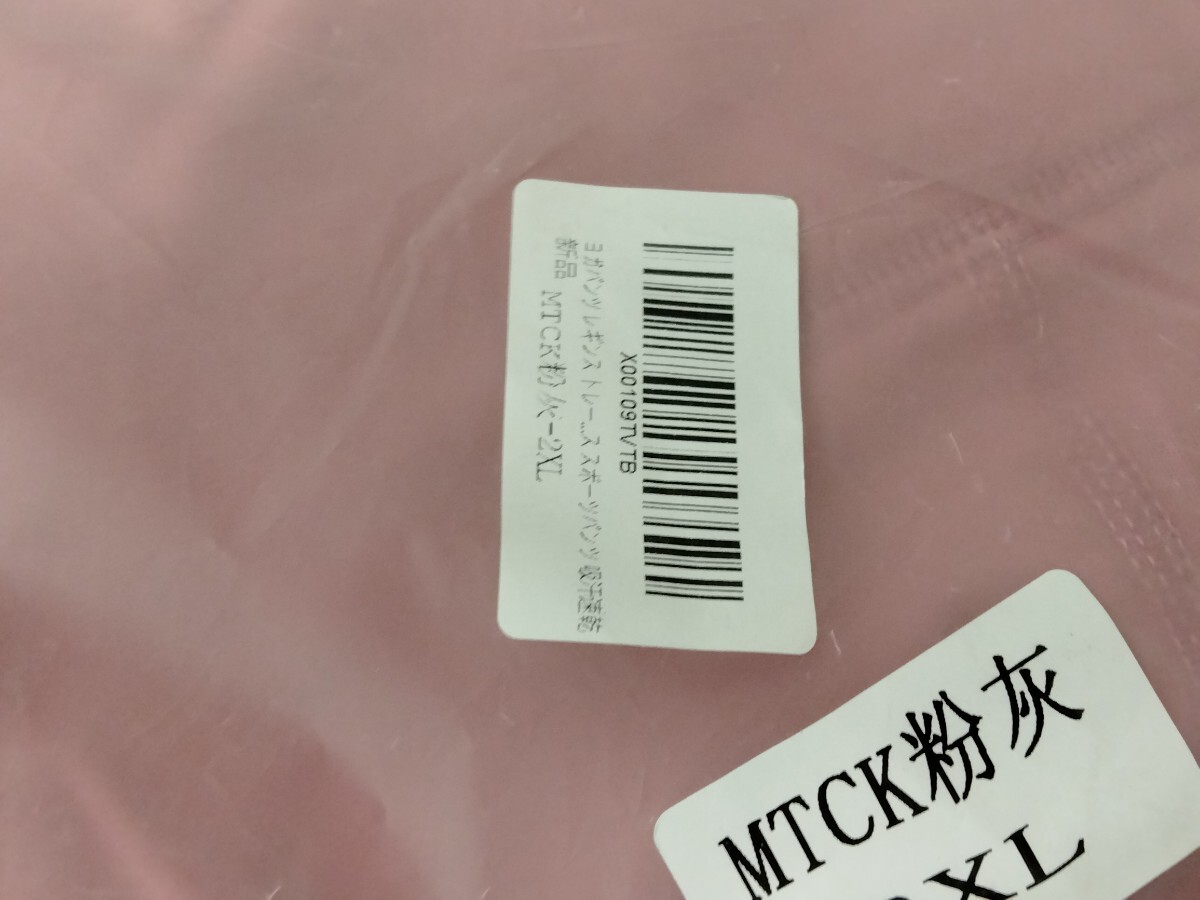 X00109TVTB
ヨガパンツ レギンス トレー...ス スポーツパンツ 吸汗速乾
新品 MTCK粉灰-2XL
MTCK粉灰
XL